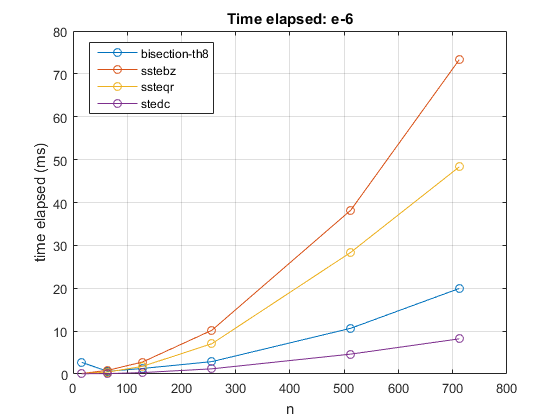 Time elapsed: e-6
bisection-th8
sstebz
ssteqr
stedc
time elapsed (ms)
80
70
60
50
40
30
20
10
0
0 100 200 300 400 500 600 700 800
n